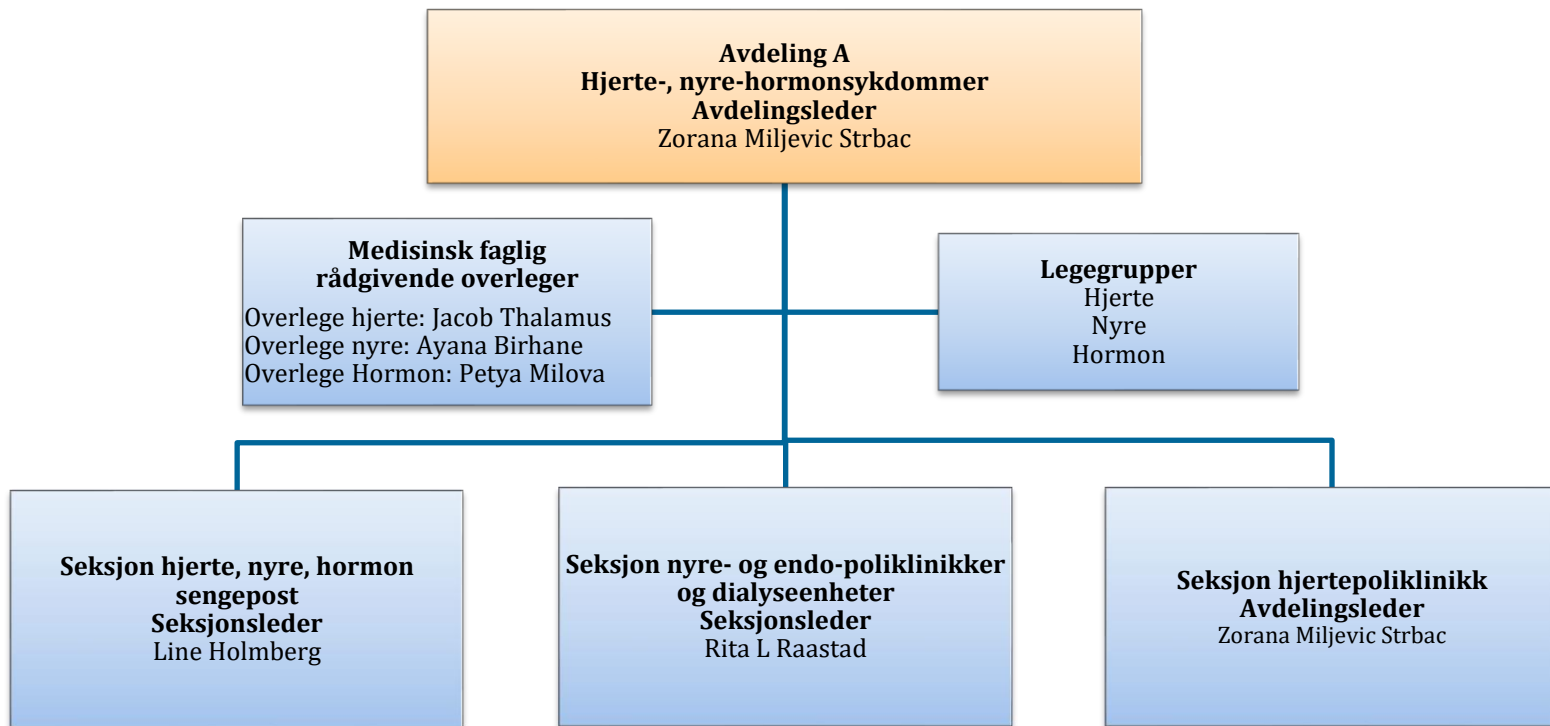 Avdeling A
Hjerte-, nyre-hormonsykdommer
Avdelingsleder
Zorana Miljevic Strbac
Medisinsk faglig
rådgivende overleger
Overlege hjerte: Jacob Thalamus
Overlege nyre: Ayana Birhane
Overlege Hormon: Petya Milova
Legegrupper
Hjerte
Nyre
Hormon
Seksjon hjerte, nyre, hormon
sengepost
Seksjonsleder
Line Holmberg
Seksjon nyre- og endo-poliklinikker
og dialyseenheter
Seksjonsleder
Rita L Raastad
Seksjon hjertepoliklinikk
Avdelingsleder
Zorana Miljevic Strbac